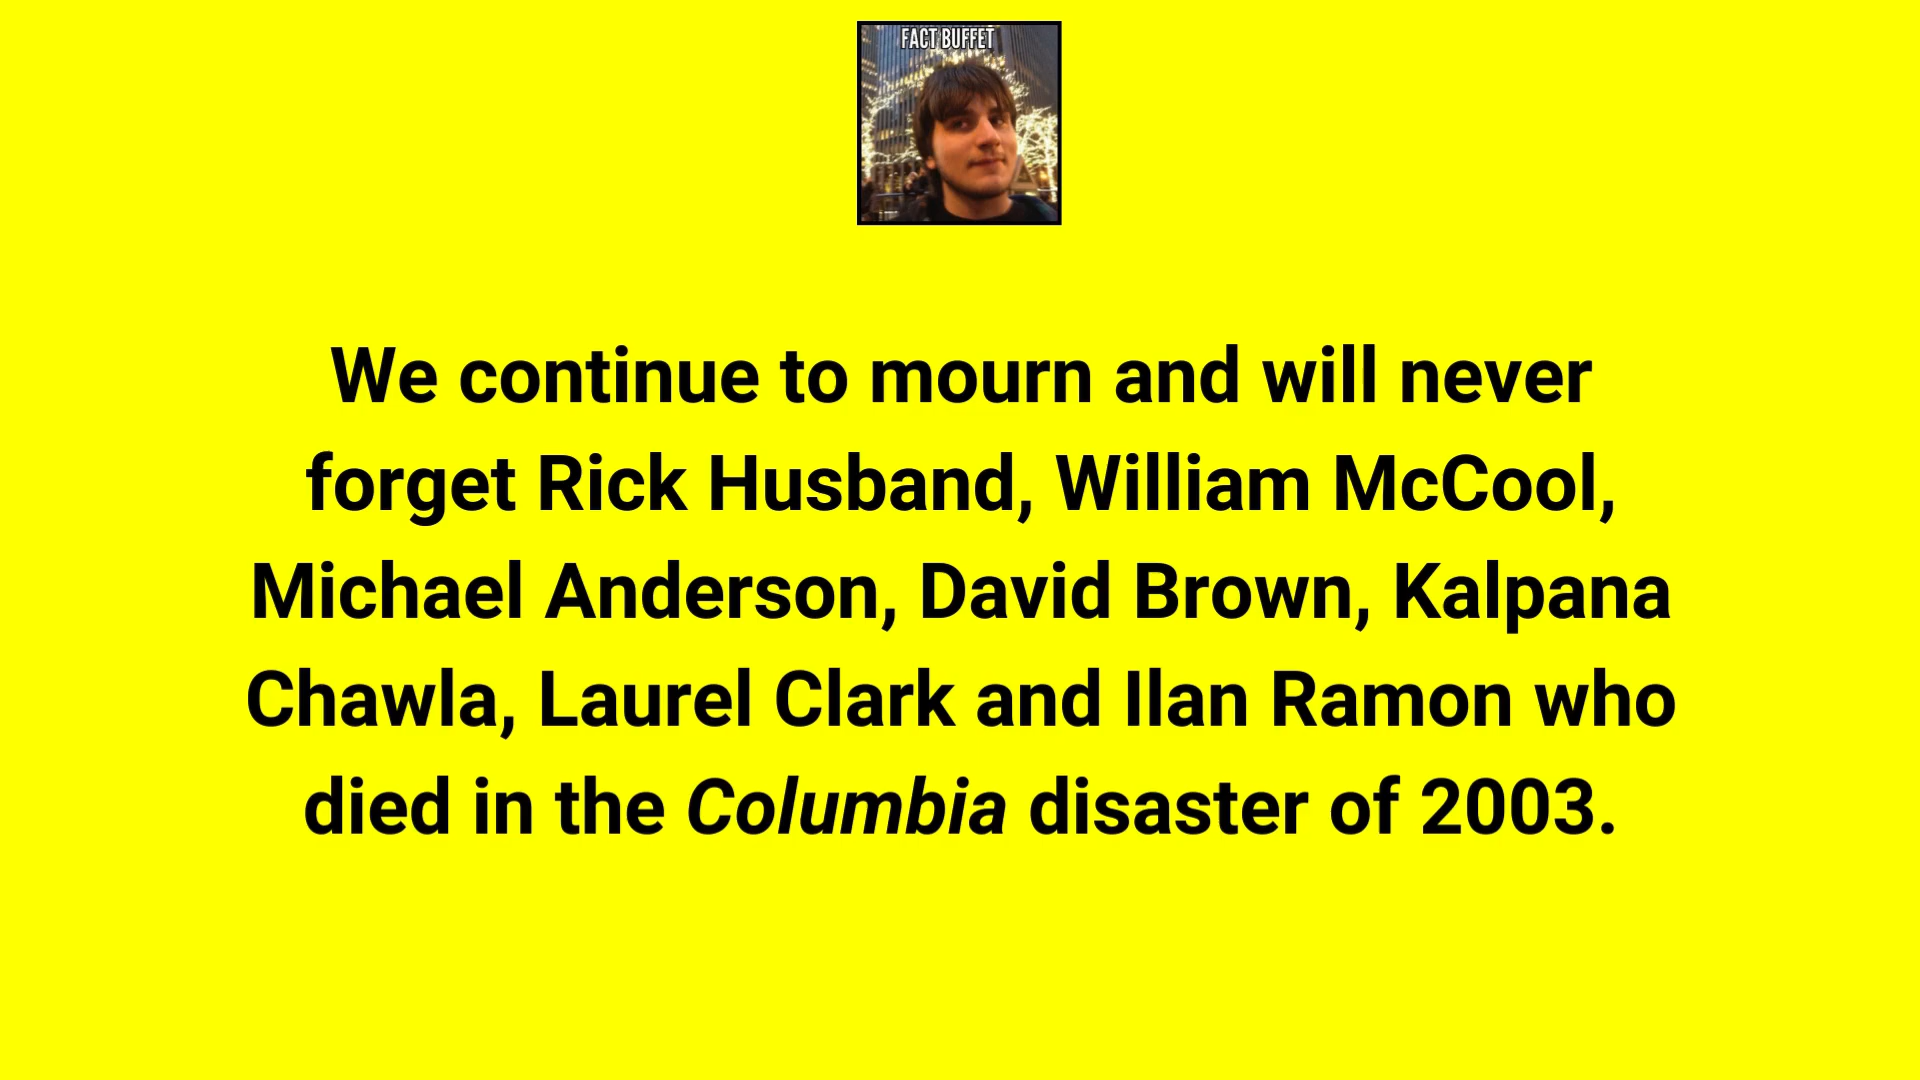 FACT BUFFET
We continue to mourn and will never
forget Rick Husband, William McCool,
Michael Anderson, David Brown, Kalpana
Chawla, Laurel Clark and Ilan Ramon who
died in the Columbia disaster of 2003.